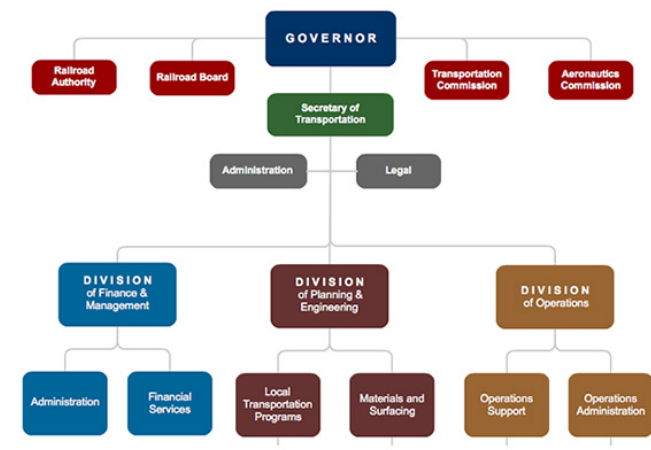 GOVERNOR
Railroad
Authority
Railroad Board
Transportation
Commission
Aeronautics
Commission
Secretary of
Transportation
Administration
Legal
DIVISION
of Finance &
Management
DIVISION
of Planning &
Engineering
DIVISION
of Operations
Administration
Financial
Services
Local
Transportation
Programs
Materials and
Surfacing
Operations
Support
Operations
Administration